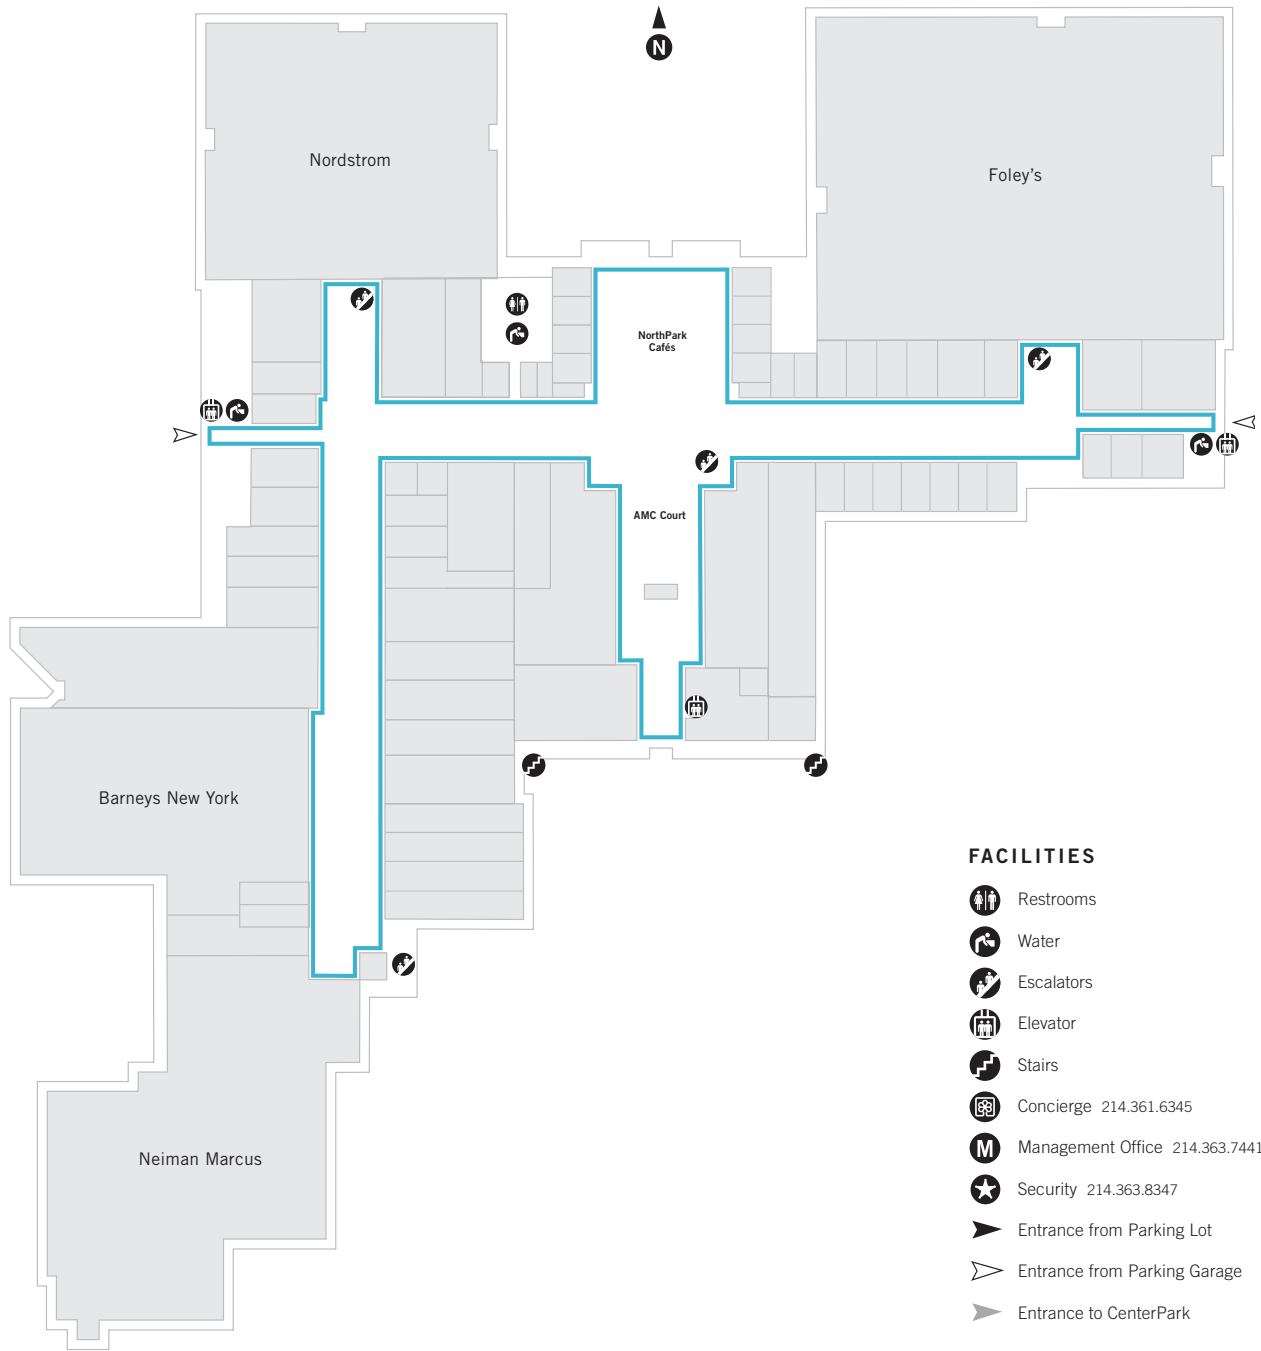 N
Nordstrom
Foley's
NorthPark
Cafés
AMC Court
Barneys New York
Neiman Marcus
FACILITIES
Restrooms
Water
Escalators
Elevator
Stairs
Concierge 214.361.6345
M Management Office 214.363.7441
Security 214.363.8347
Entrance from Parking Lot
Entrance from Parking Garage
Entrance to CenterPark